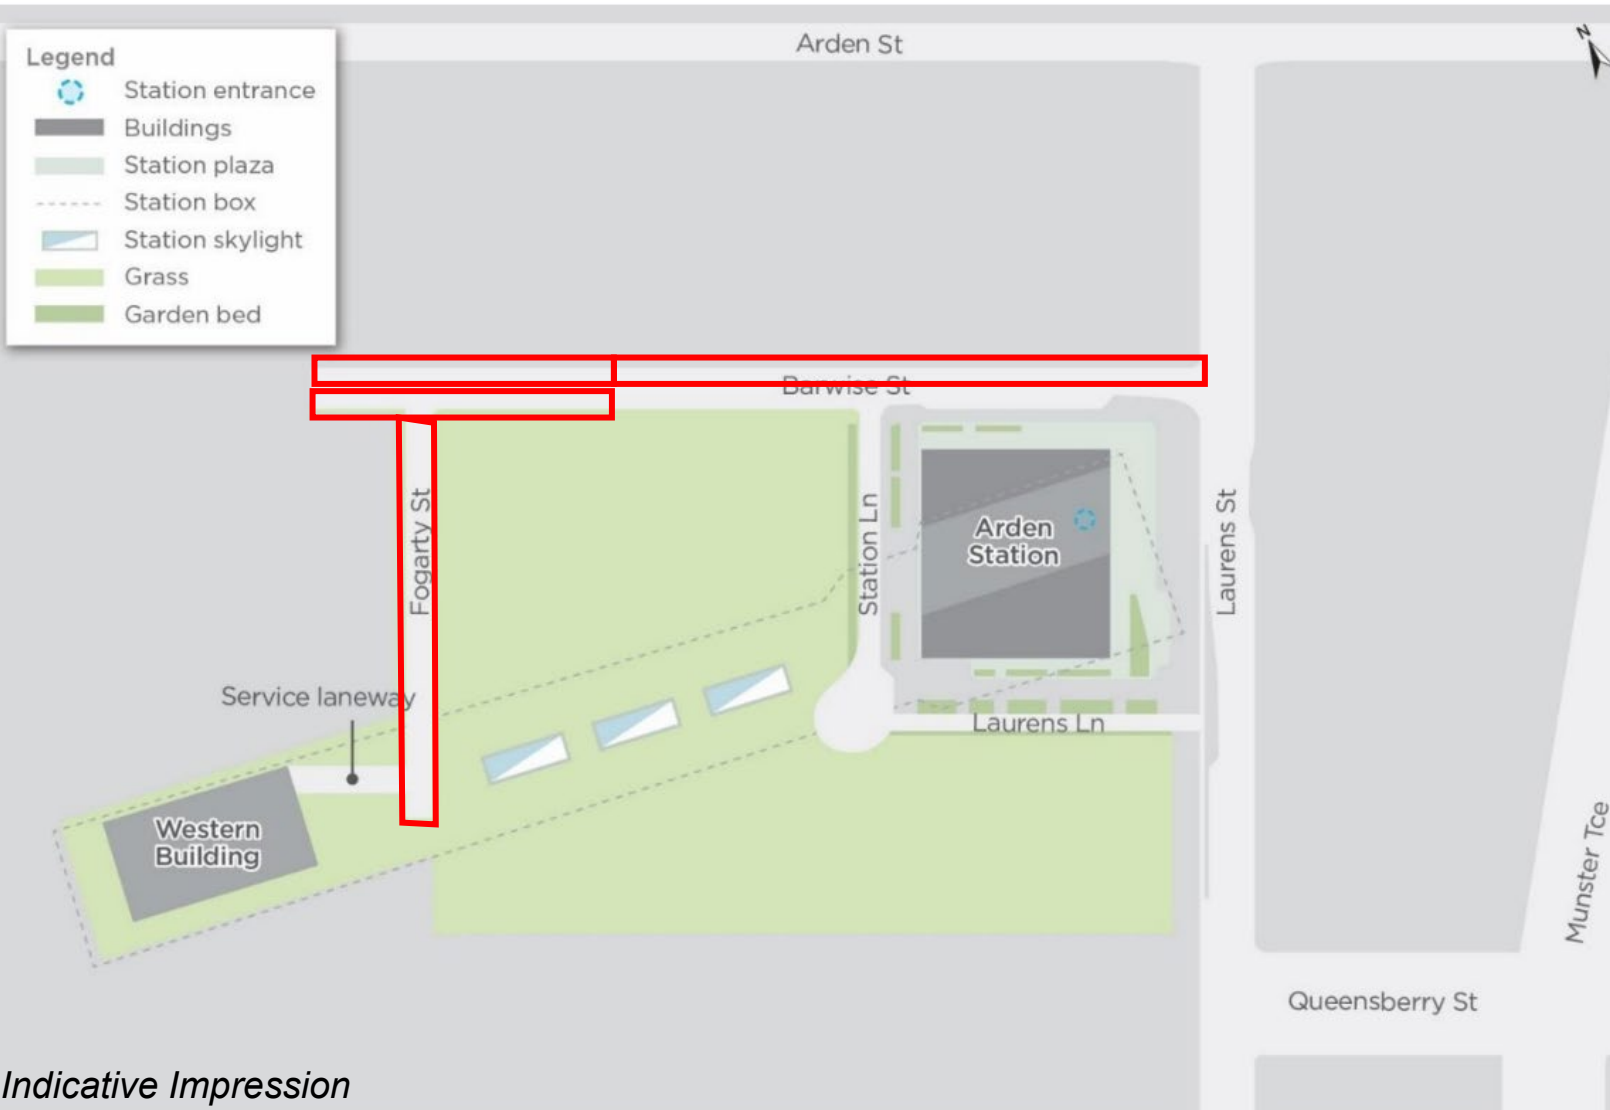 Arden St
N
Legend
Station entrance
Buildings
Station plaza
Station box
Station skylight
Grass
Garden bed
Barwise St
Fogarty St
Station Ln
Arden
Station
Laurens St
Service laneway
Laurens Ln
Western
Building
Munster Tce
Queensberry St
Indicative Impression